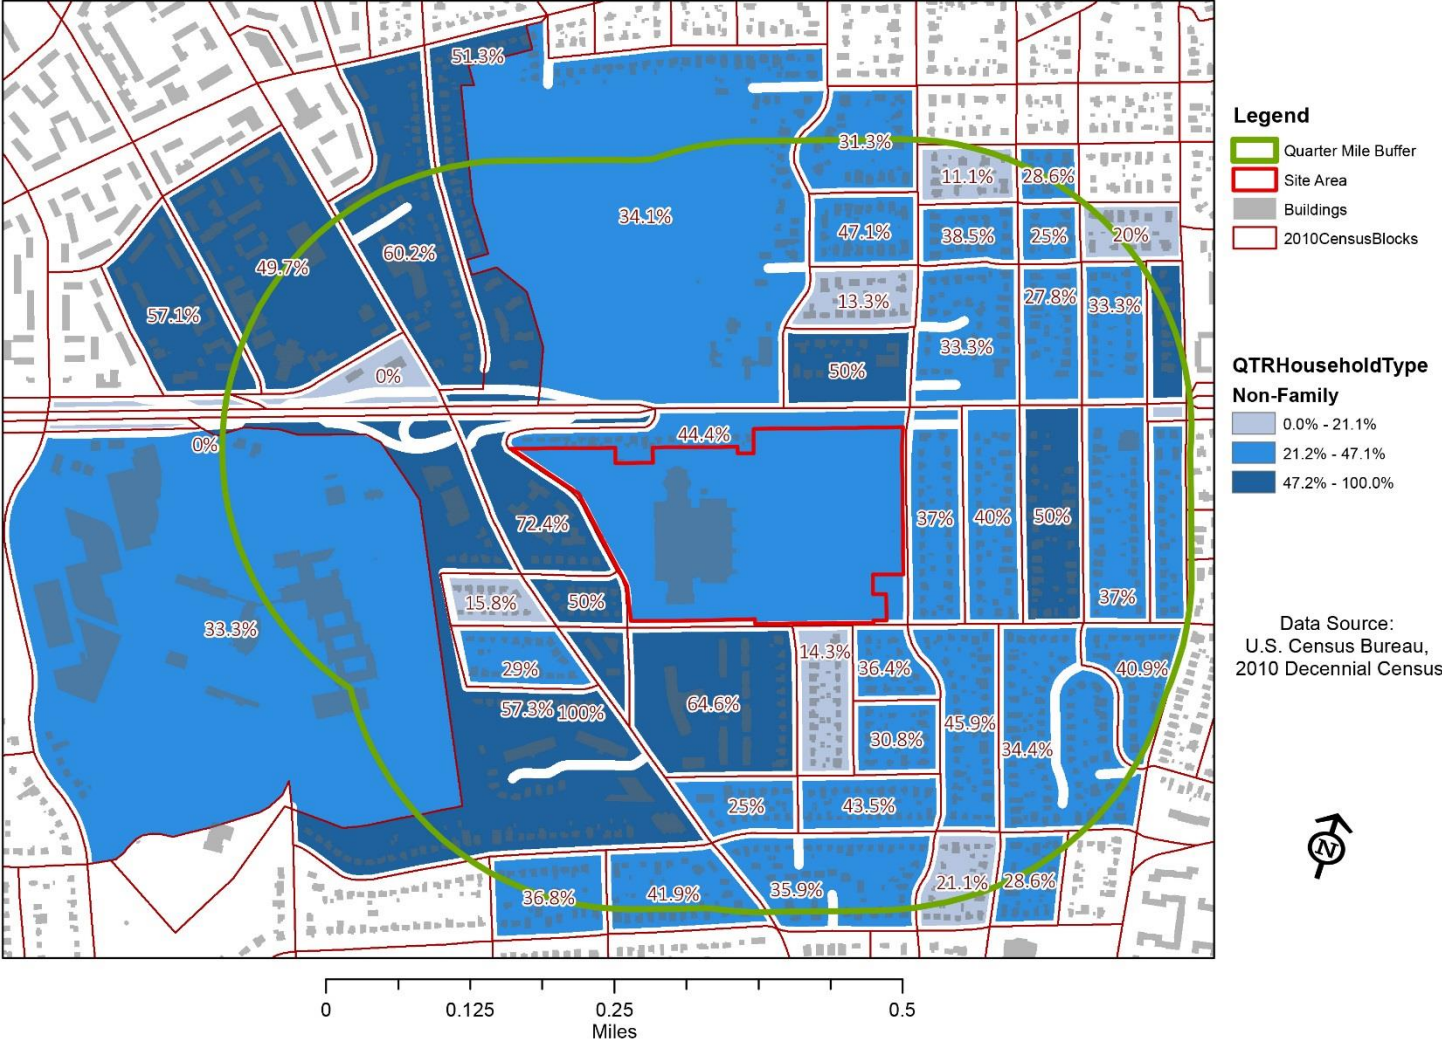 51.3%
31.3%
11.1%
28.6%
34.1%
47.1%
38.5%
25%
20%
49.7%
60.2%
57.1%
13.3%
27.8%
33.3%
33.3%
50%
0%
0%
44.4%
72.4%
37%
40%
50%
37%
15.8%
50%
33.3%
29%
14.3%
36.4%
40.9%
57.3%
100%
64.6%
30.8%
45.9%
34.4%
25%
43.5%
36.8%
41.9%
35.9%
21.1%
28.6%
Legend
Quarter Mile Buffer
Site Area
Buildings
2010CensusBlocks
QTRHouseholdType
Non-Family
0.0% - 21.1%
21.2% - 47.1%
47.2% - 100.0%
Data Source:
U.S. Census Bureau,
2010 Decennial Census
N
0 0.125 0.25 0.5
Miles